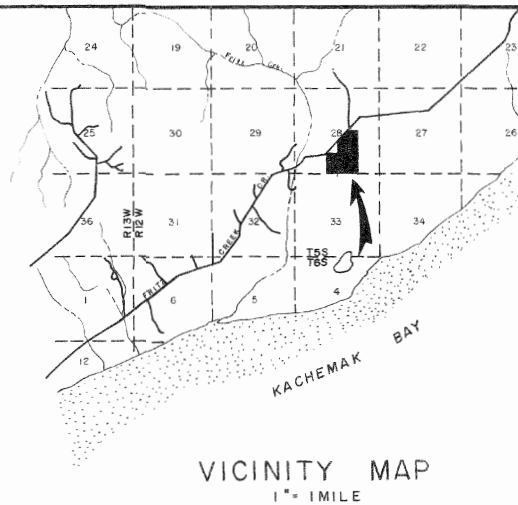 24 19 20 21 22 23
FRITZ
25 30 29 28 27 26
36 R13W R12W 31 32 33 34
T5S
T6S
FRITZ CREEK CR.
1 6 5 4
12
KACHEMAK BAY
VICINITY MAP
1"= 1MILE